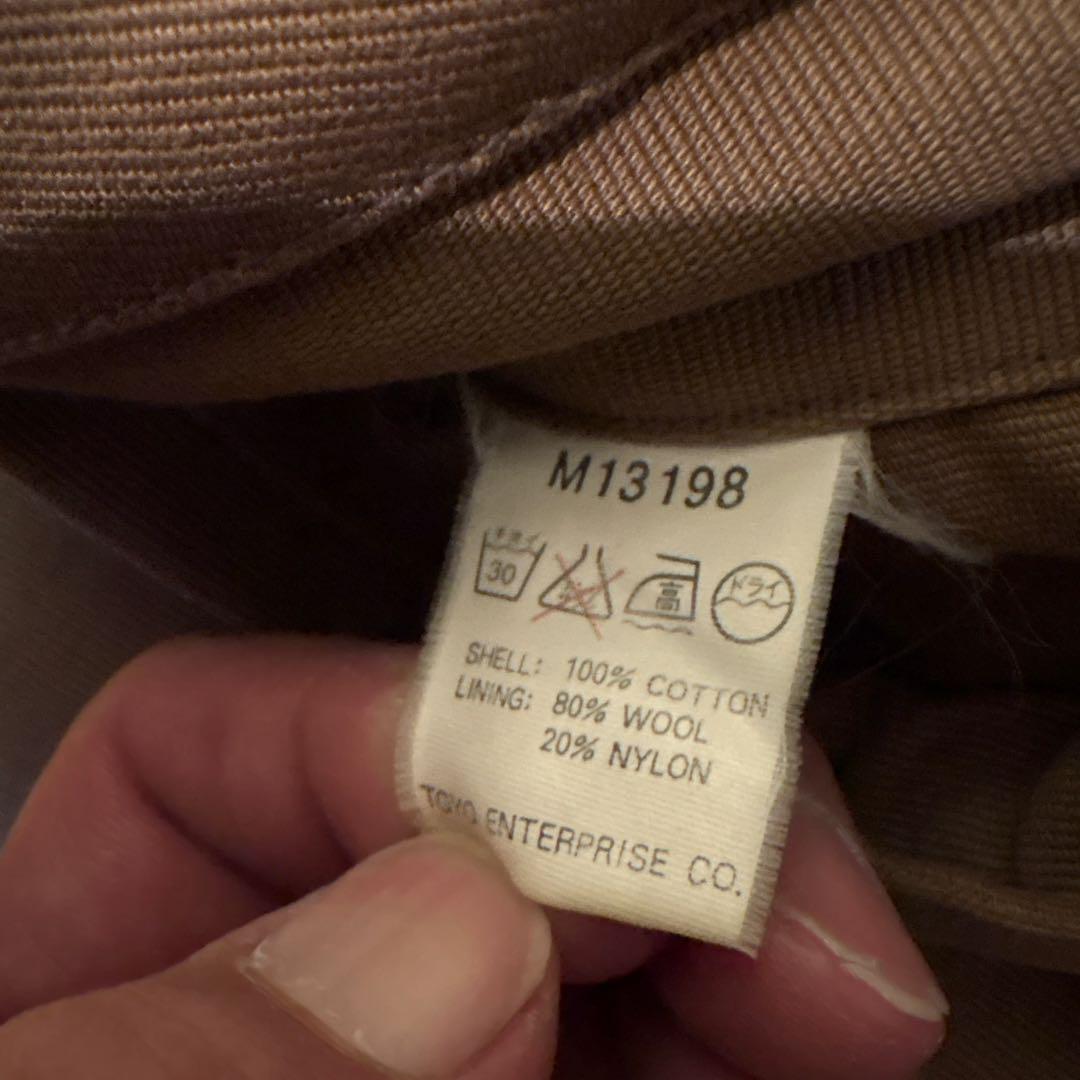 M13198
30
高
ドライ
SHELL: 100% COTTON
LINING: 80% WOOL
20% NYLON
TOYO ENTERPRISE CO.